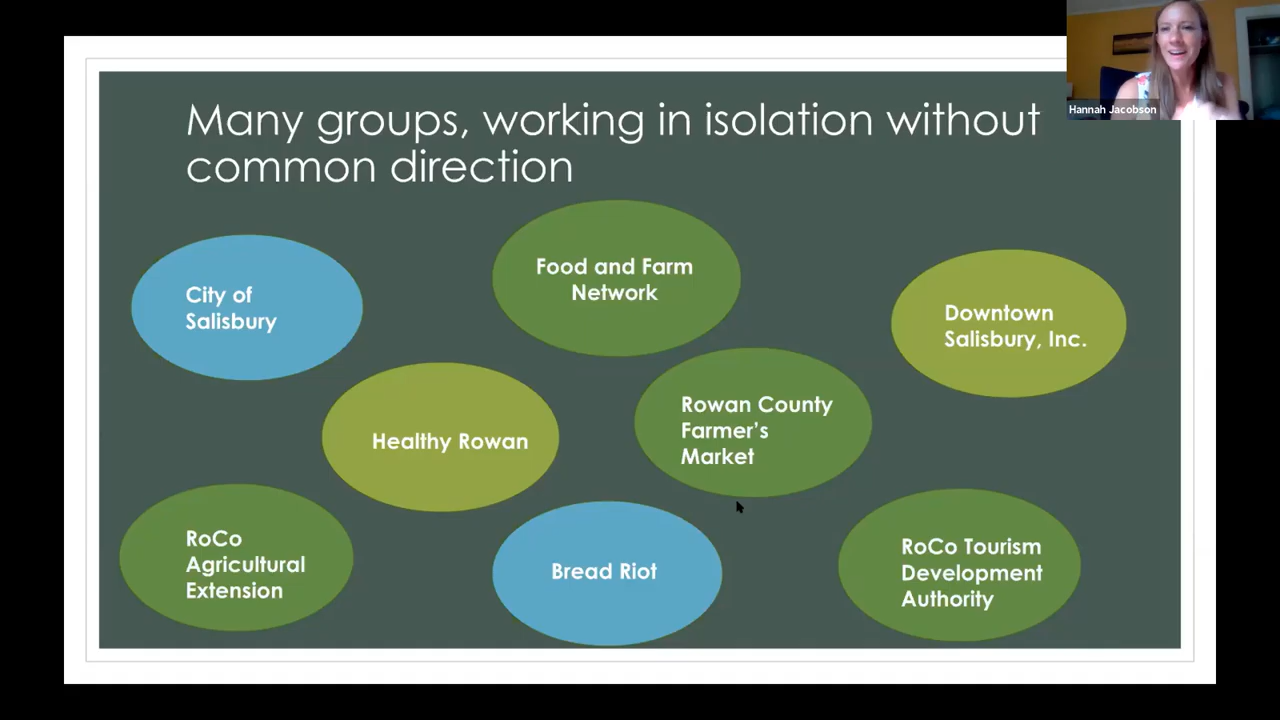 Hannah Jacobson
Many groups, working in isolation without
common direction
City of
Salisbury
Food and Farm
Network
Downtown
Salisbury, Inc.
Healthy Rowan
Rowan County
Farmer's
Market
RoCo
Agricultural
Extension
Bread Riot
RoCo Tourism
Development
Authority